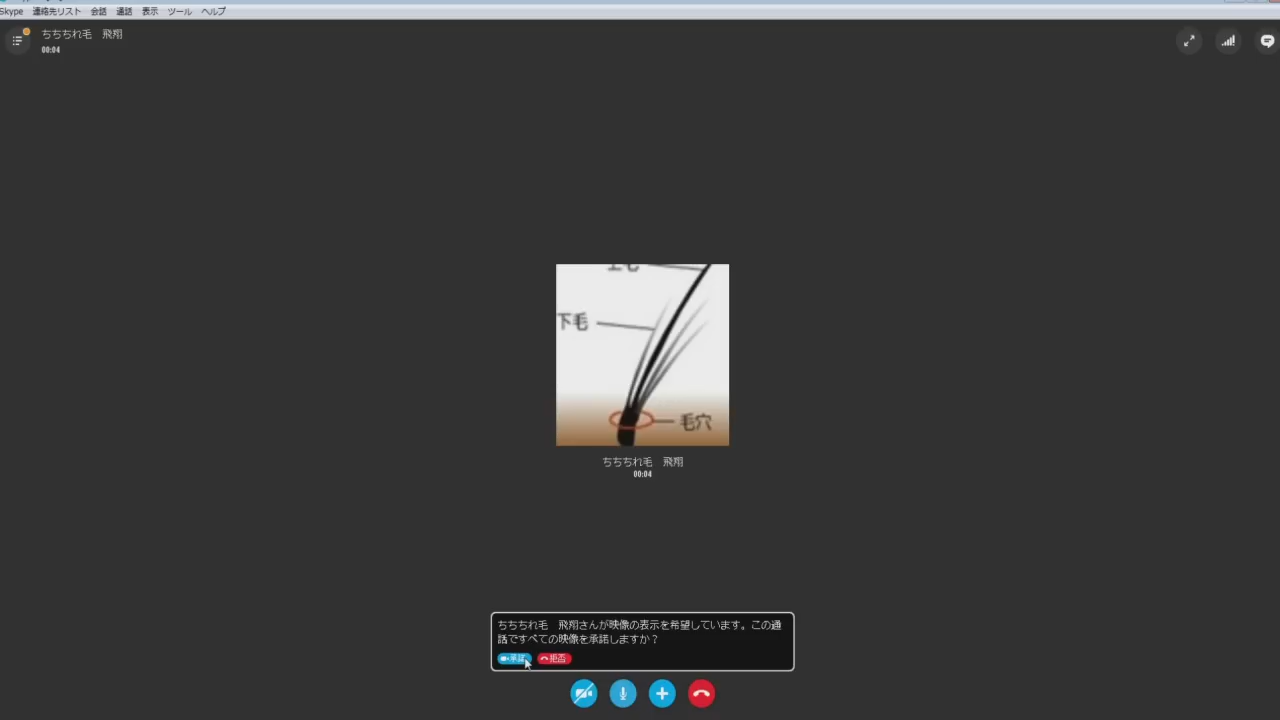 Skype 連絡先リスト 会話 通話 表示 ツール ヘルプ
ちちちれ毛 飛翔
00:04
下毛
毛穴
ちちちれ毛 飛翔
00:04
ちちちれ毛 飛翔さんが映像の表示を希望しています。この通
話ですべての映像を承諾しますか？
承諾 拒否